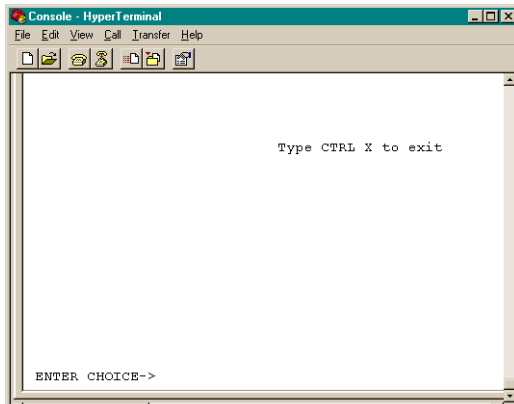 Console - HyperTerminal
File Edit View Call Transfer Help
Type CTRL X to exit
ENTER CHOICE->